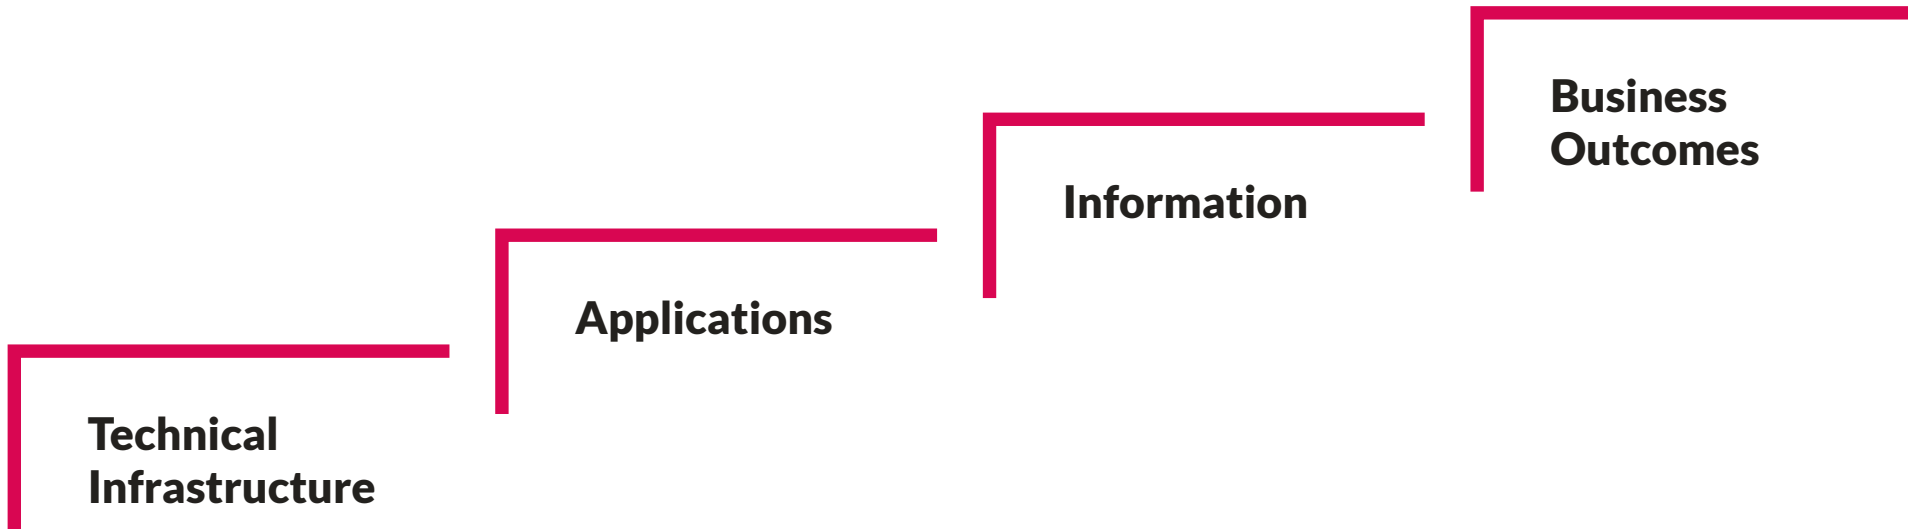 Business
Outcomes
Information
Applications
Technical
Infrastructure